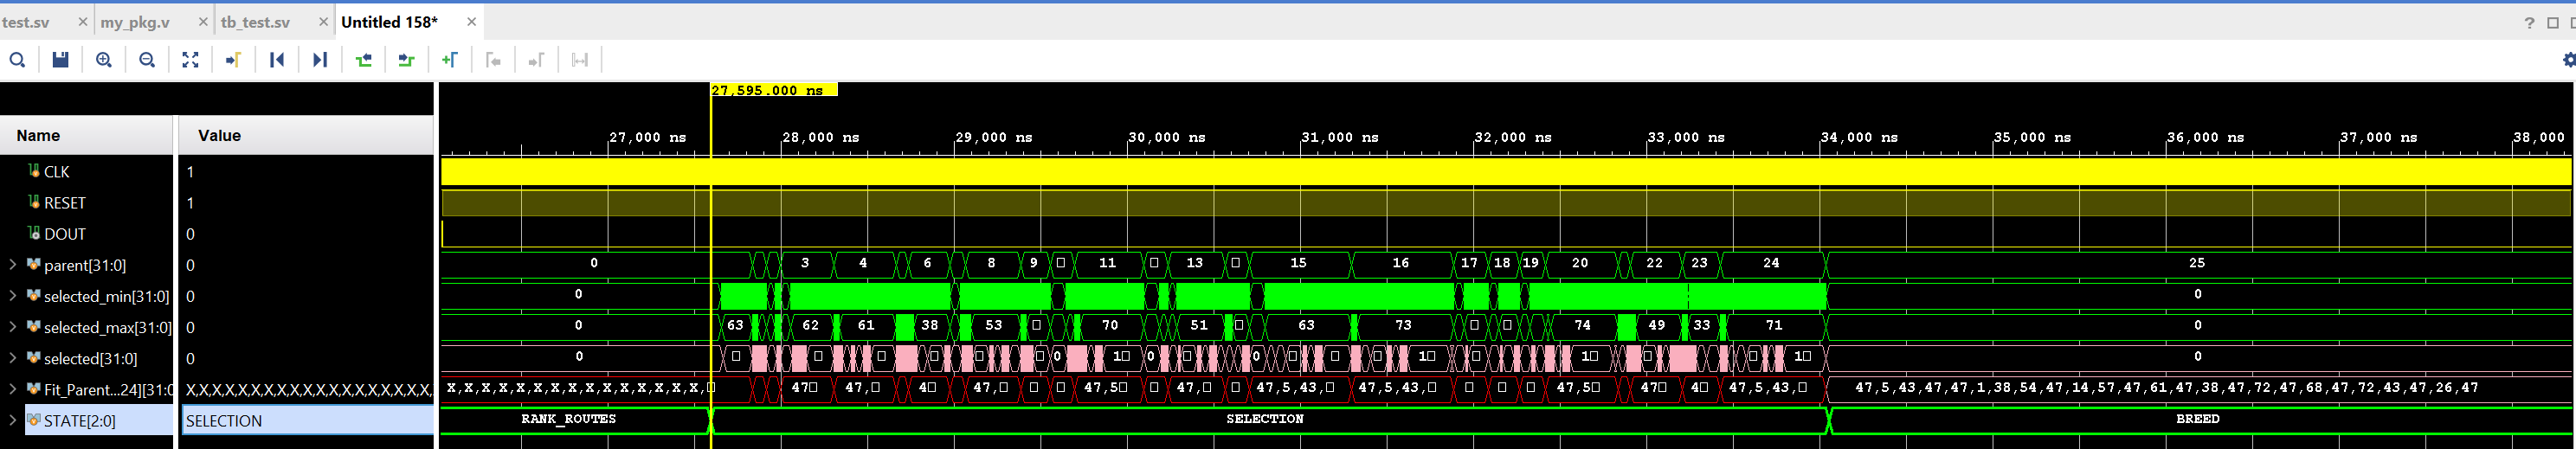 test.sv my_pkg.v tb_test.sv Untitled 158*
27,595.000 ns
Name Value
27,000 ns 28,000 ns 29,000 ns 30,000 ns 31,000 ns 32,000 ns 33,000 ns 34,000 ns 35,000 ns 36,000 ns 37,000 ns 38,000
CLK 1
RESET 1
DOUT 0
parent[31:0] 0 0 3 4 6 8 9 11 13 15 16 17 18 19 20 22 23 24 25
selected_min[31:0] 0 0 0
selected_max[31:0] 0 0 63 62 61 38 53 70 51 63 73 74 49 33 71 0
selected[31:0] 0 0 0 1 0 0 1 1 1 0
Fit_Parent...24][31:0 X,X,X,X,X,X,X,X,X,X,X,X,X,X,X,X,X,X,X,X, X,X,X,X,X,X,X,X,X,X,X,X,X,X,X,X,X,X,X,X, 47 47, 4 47, 47,5 47, 47,5,43, 47,5,43, 47,5 47 4 47,5,43, 47,5,43,47,47,1,38,54,47,14,57,47,61,47,38,47,72,47,68,47,72,43,47,26,47
STATE[2:0] SELECTION RANK_ROUTES SELECTION BREED